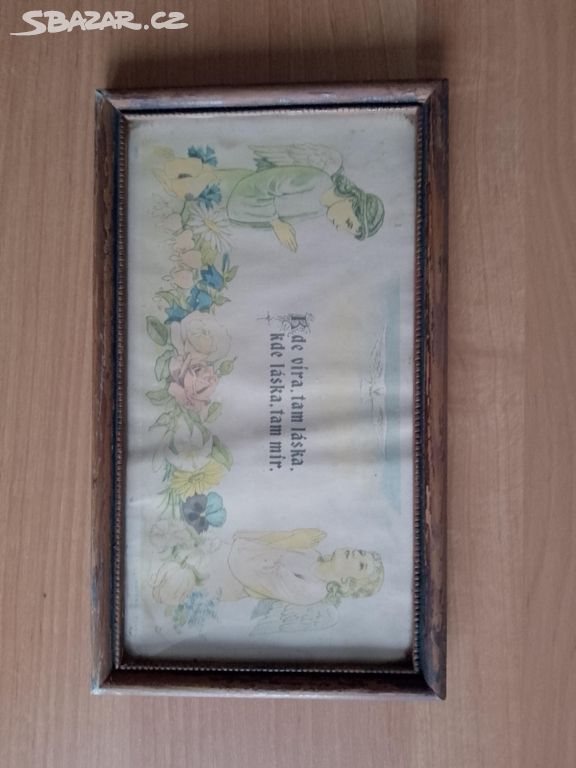 SBAZAR.CZ
Kde víra, tam láska,
kde láska, tam mír.